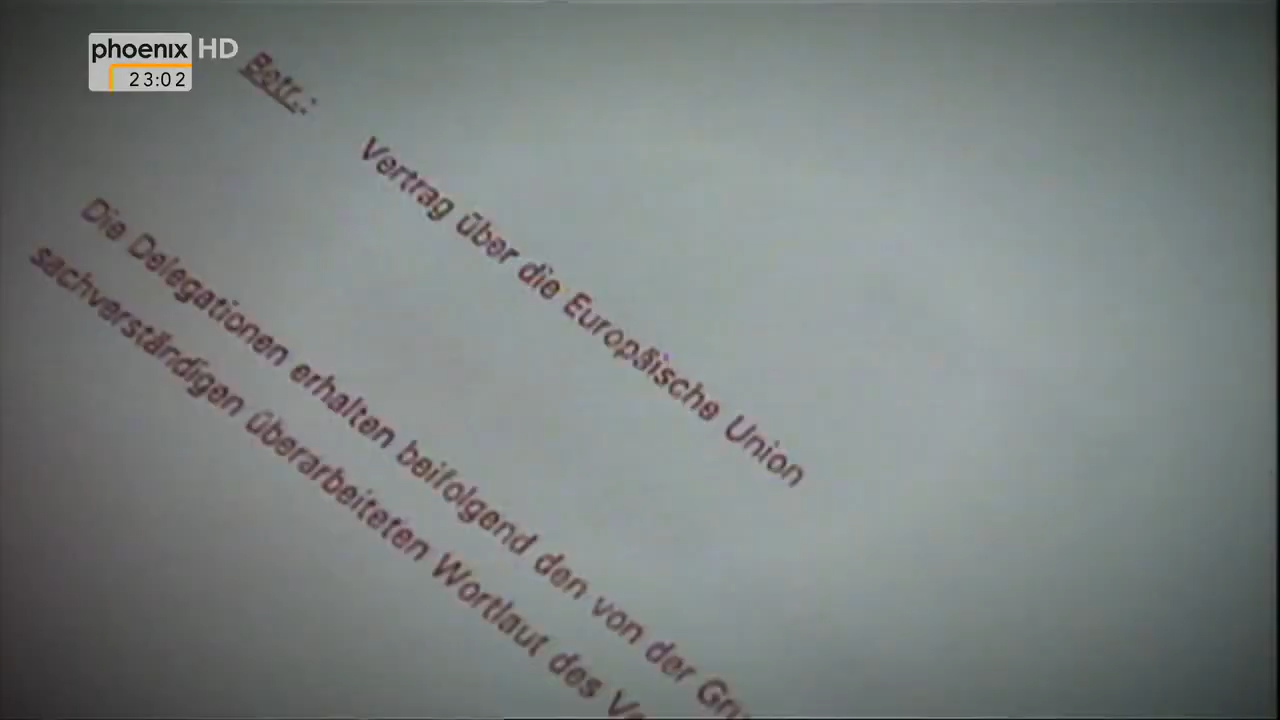 phoenix HD
23:02
Betr.:
Vertrag über die Europäische Union
Die Delegationen erhalten beifolgend den von der
sachverständigen überarbeiteten Wortlaut des